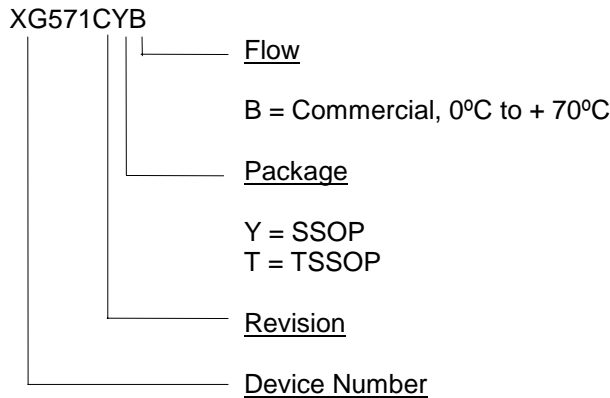 XG571CYB
Flow
B = Commercial, 0ºC to + 70ºC
Package
Y = SSOP
T = TSSOP
Revision
Device Number